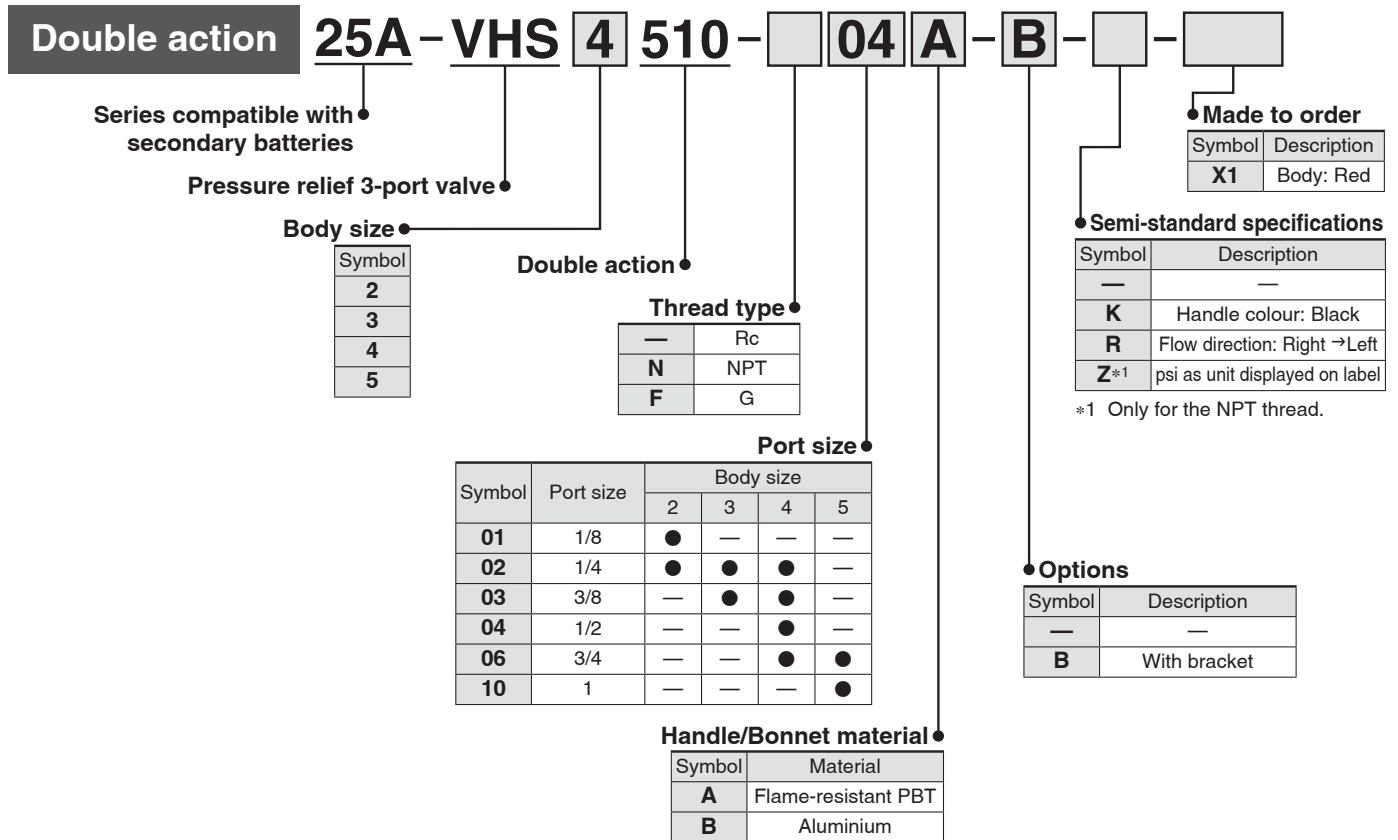 Double action 25A-VHS 4 510- 04 A - B - -
Series compatible with
secondary batteries
Pressure relief 3-port valve
Body size
Symbol
2
3
4
5
Double action
Thread type
— Rc
N NPT
F G
Port size
Symbol Port size Body size
2 3 4 5
01 1/8 ● — — —
02 1/4 ● ● ● —
03 3/8 — ● ● —
04 1/2 — — ● —
06 3/4 — — ● ●
10 1 — — — ●
Handle/Bonnet material
Symbol Material
A Flame-resistant PBT
B Aluminium
Options
Symbol Description
— —
B With bracket
Semi-standard specifications
Symbol Description
— —
K Handle colour: Black
R Flow direction: Right →Left
Z*1 psi as unit displayed on label
*1 Only for the NPT thread.
Made to order
Symbol Description
X1 Body: Red